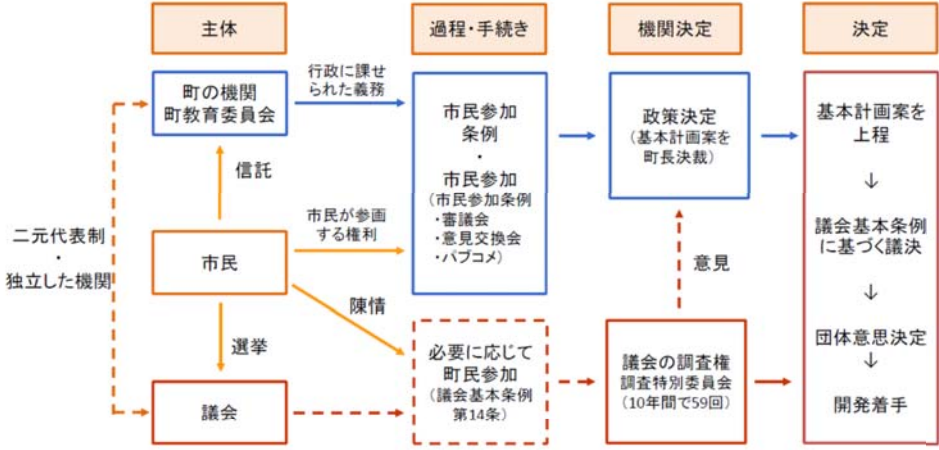 主体
過程・手続き
機関決定
決定
町の機関
町教育委員会
行政に課せ
られた義務
市民参加
条例
・
市民参加
(市民参加条例
・審議会
・意見交換会
・パブコメ)
政策決定
(基本計画案を
町長決裁)
基本計画案を
上程
↓
議会基本条例
に基づく議決
↓
団体意思決定
↓
開発着手
信託
市民が参画
する権利
二元代表制
・
独立した機関
市民
意見
陳情
選挙
必要に応じて
町民参加
(議会基本条例
第14条)
議会の調査権
調査特別委員会
(10年間で59回)
議会